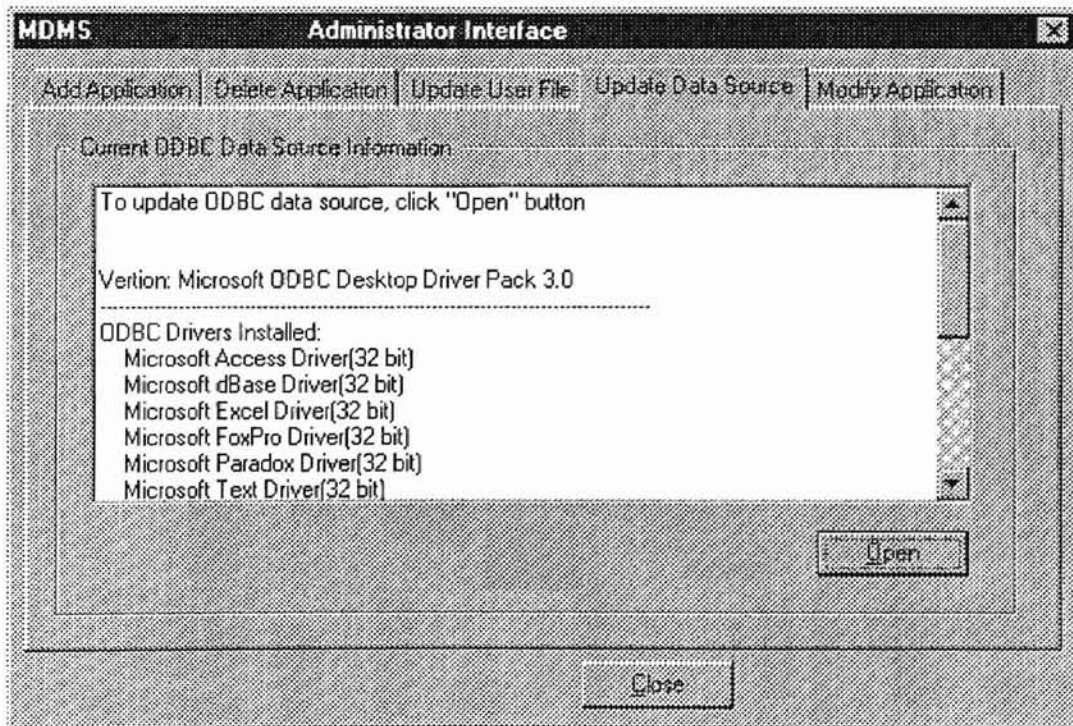 MDMS Administrator Interface
Add Application Delete Application Update User File Update Data Source Modify Application
Current ODBC Data Source Information
To update ODBC data source, click "Open" button
Vertion: Microsoft ODBC Desktop Driver Pack 3.0
--------------------------------------------------------------------------------
ODBC Drivers Installed:
Microsoft Access Driver(32 bit)
Microsoft dBase Driver(32 bit)
Microsoft Excel Driver(32 bit)
Microsoft FoxPro Driver(32 bit)
Microsoft Paradox Driver(32 bit)
Microsoft Text Driver(32 bit)
Open
Close